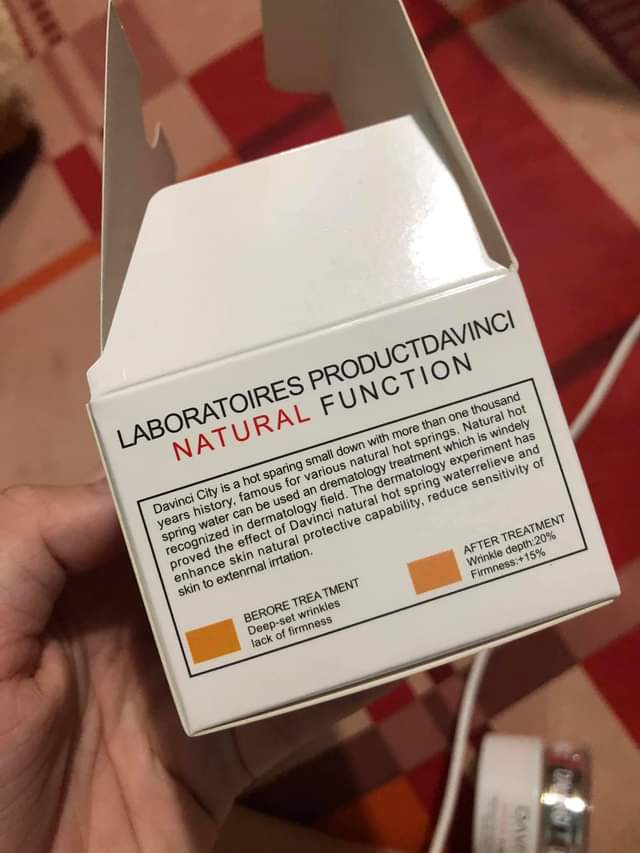 LABORATOIRES PRODUCTDAVINCI
NATURAL FUNCTION
Davinci City is a hot sparing small down with more than one thousand
years history, famous for various natural hot springs. Natural hot
spring water can be used an drematology treatment which is windely
recognized in dermatology field. The dermatology experiment has
proved the effect of Davinci natural hot spring waterrelieve and
enhance skin natural protective capability, reduce sensitivity of
skin to extenrnal irrtation.
BERORE TREA TMENT
Deep-set wrinkles
lack of firmness
AFTER TREATMENT
Wrinkle depth:20%
Firmness:+15%